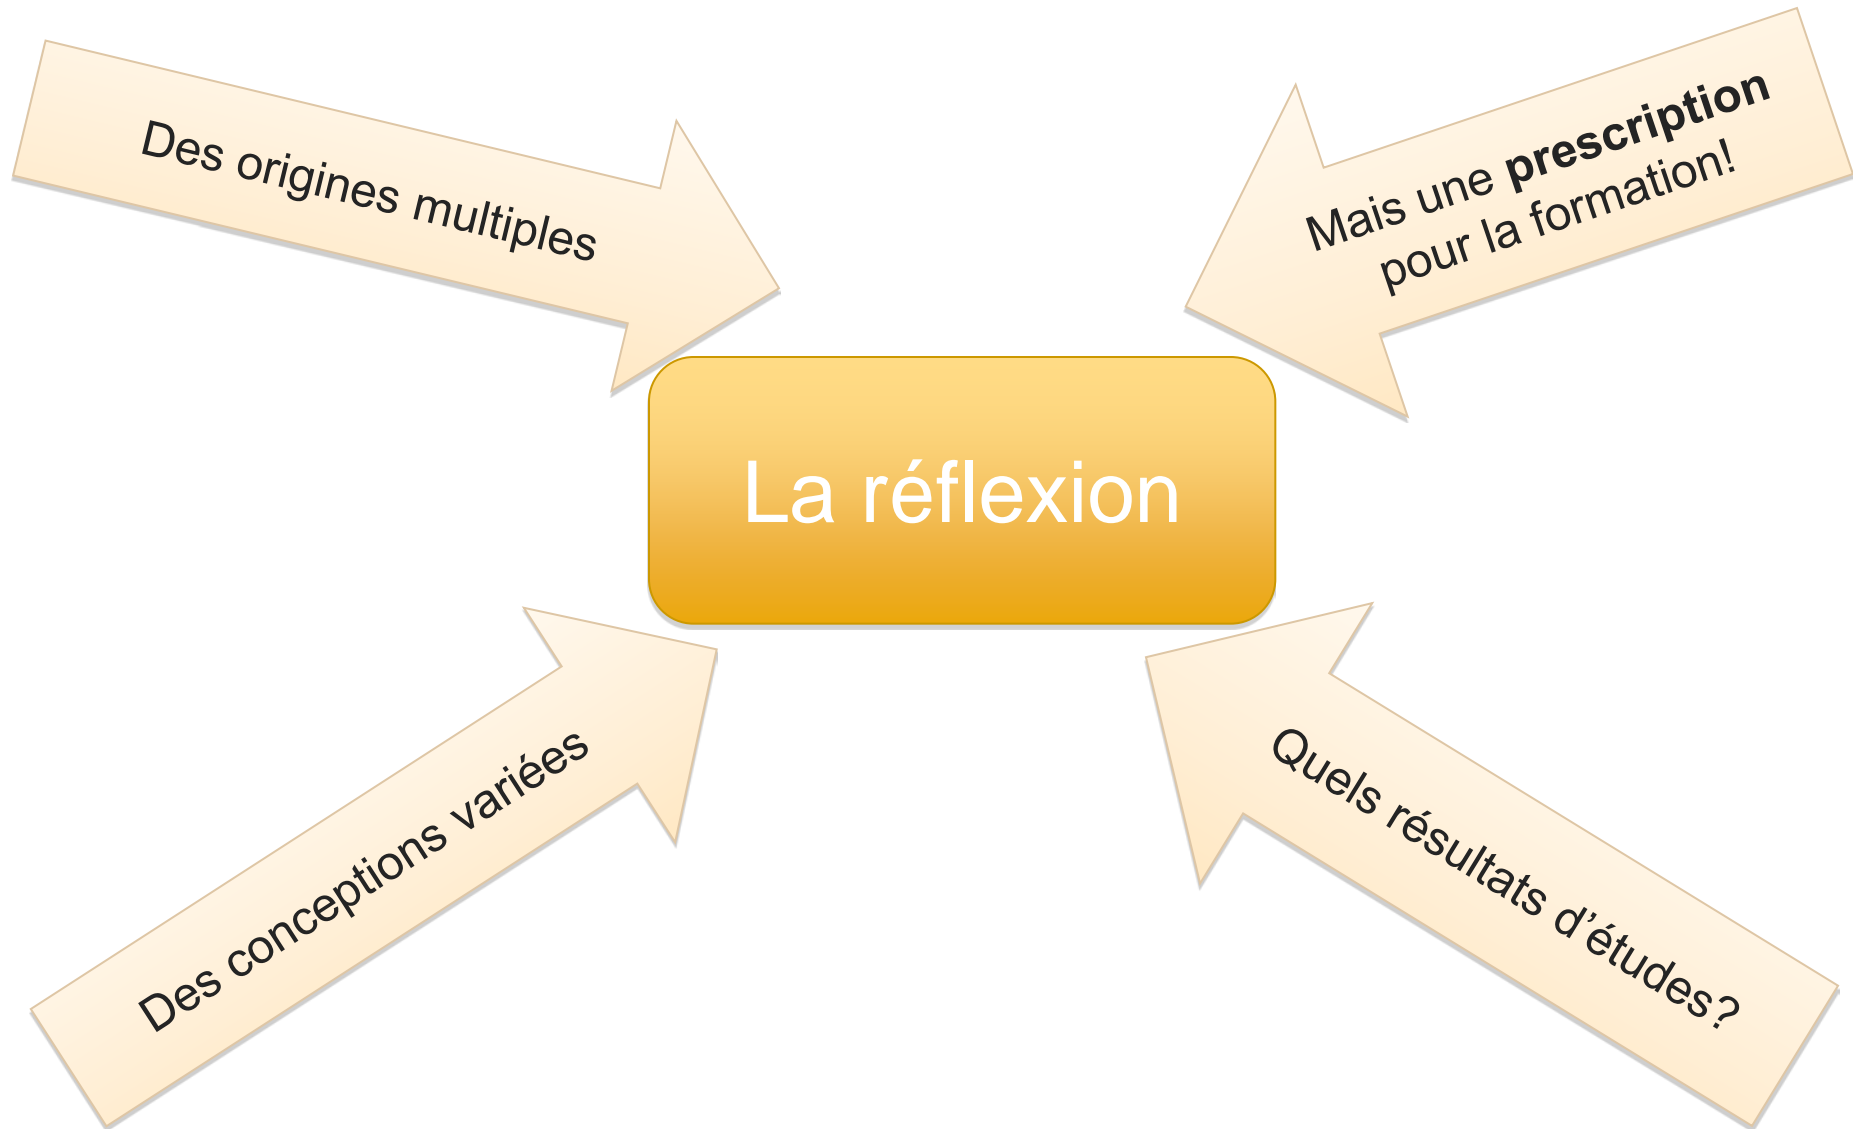 Des origines multiples
Mais une prescription
pour la formation!
La réflexion
Des conceptions variées
Quels résultats d’études?